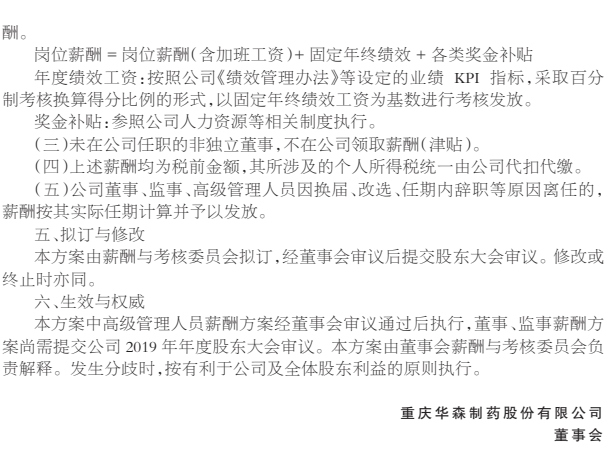 酬。
岗位薪酬 = 岗位薪酬(含加班工资)+ 固定年终绩效 + 各类奖金补贴
年度绩效工资:按照公司《绩效管理办法》等设定的业绩 KPI 指标,采取百分
制考核换算得分比例的形式,以固定年终绩效工资为基数进行考核发放。
奖金补贴:参照公司人力资源等相关制度执行。
(三)未在公司任职的非独立董事,不在公司领取薪酬(津贴)。
(四)上述薪酬均为税前金额,其所涉及的个人所得税统一由公司代扣代缴。
(五)公司董事、监事、高级管理人员因换届、改选、任期内辞职等原因离任的,
薪酬按其实际任期计算并予以发放。
五、拟订与修改
本方案由薪酬与考核委员会拟订,经董事会审议后提交股东大会审议。修改或
终止时亦同。
六、生效与权威
本方案中高级管理人员薪酬方案经董事会审议通过后执行,董事、监事薪酬方
案尚需提交公司 2019 年年度股东大会审议。本方案由董事会薪酬与考核委员会负
责解释。发生分歧时,按有利于公司及全体股东利益的原则执行。
重庆华森制药股份有限公司
董事会